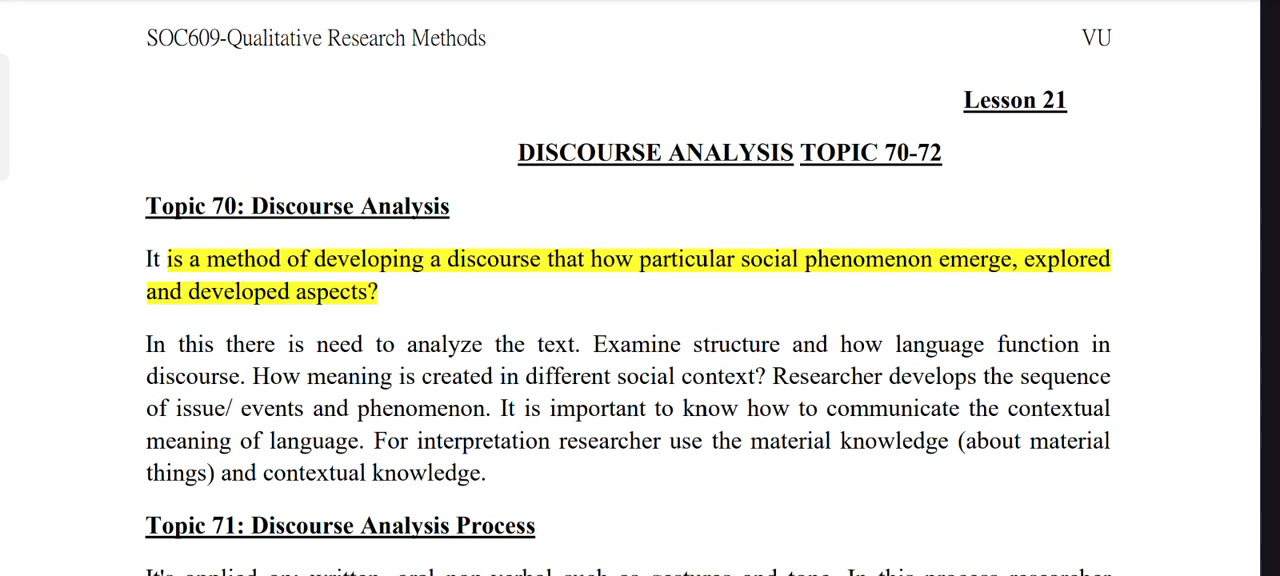 SOC609-Qualitative Research Methods VU
Lesson 21
DISCOURSE ANALYSIS TOPIC 70-72
Topic 70: Discourse Analysis
It is a method of developing a discourse that how particular social phenomenon emerge, explored
and developed aspects?
In this there is need to analyze the text. Examine structure and how language function in
discourse. How meaning is created in different social context? Researcher develops the sequence
of issue/ events and phenomenon. It is important to know how to communicate the contextual
meaning of language. For interpretation researcher use the material knowledge (about material
things) and contextual knowledge.
Topic 71: Discourse Analysis Process